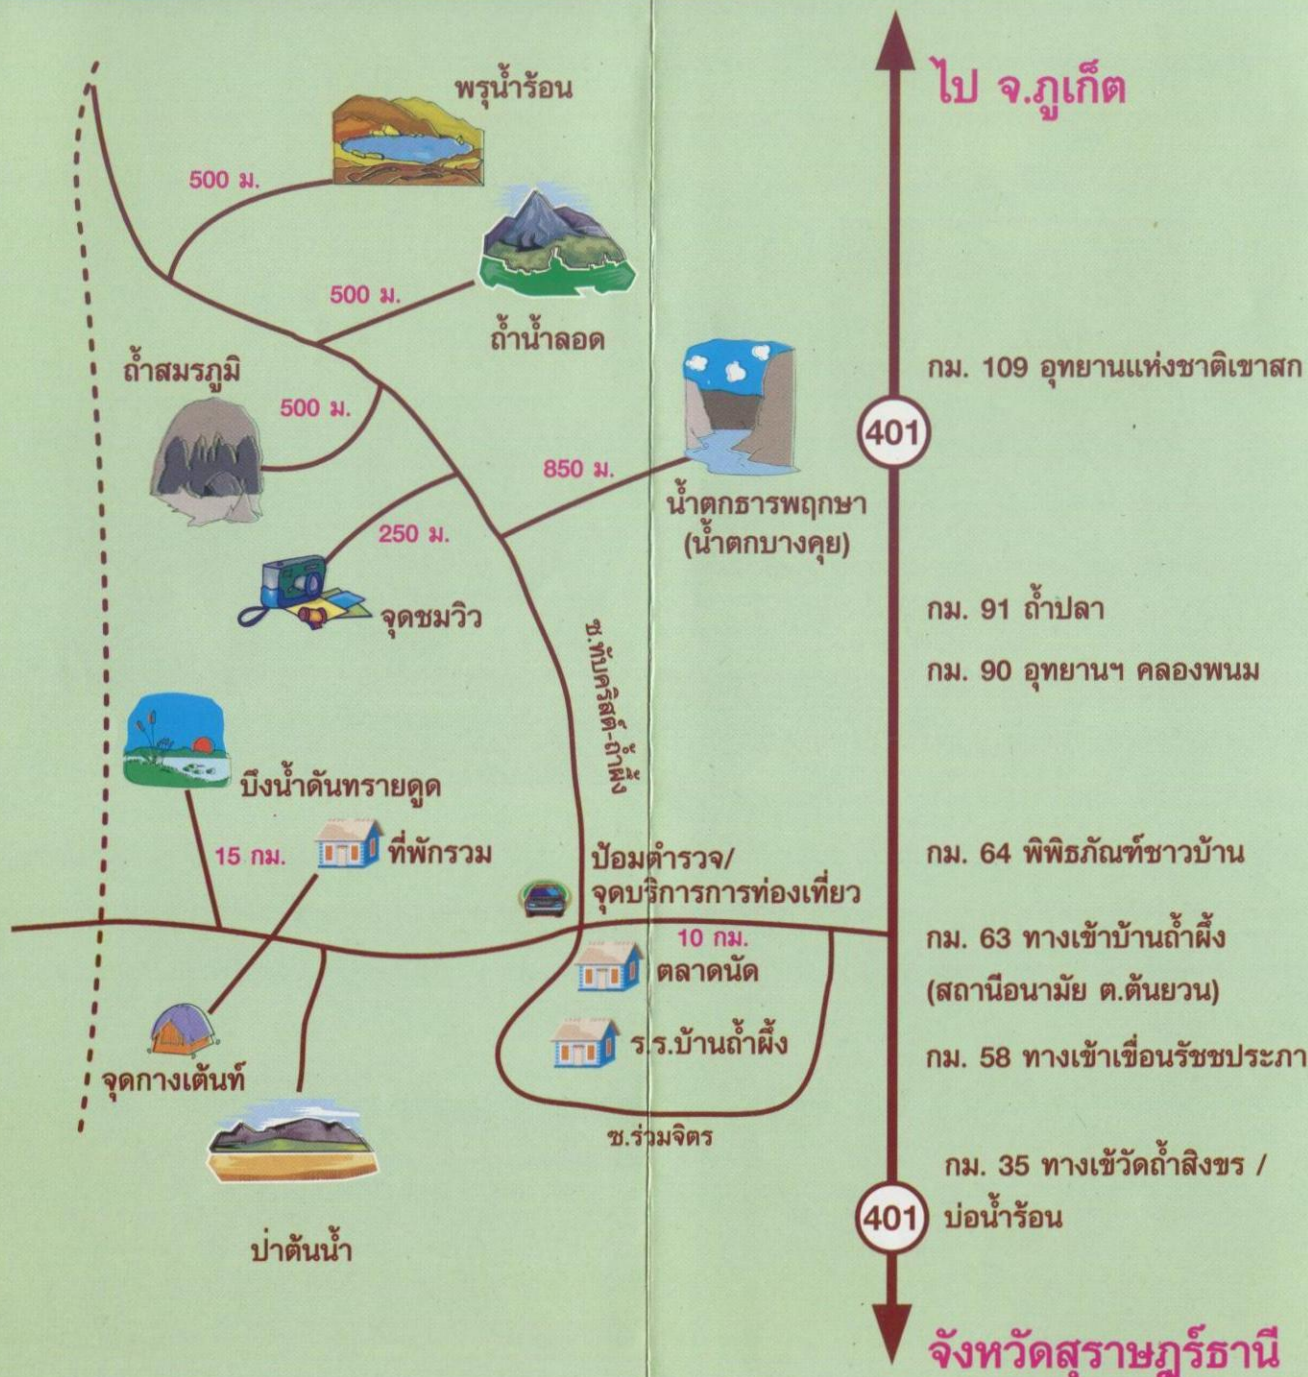 ไป จ.ภูเก็ต
พรุน้ำร้อน
500 ม.
500 ม.
ถ้ำน้ำลอด
ถ้ำสมรภูมิ
500 ม.
กม. 109 อุทยานแห่งชาติเขาสก
401
850 ม.
น้ำตกธารพฤกษา
(น้ำตกบางคุย)
250 ม.
จุดชมวิว
กม. 91 ถ้ำปลา
กม. 90 อุทยานฯ คลองพนม
ซ.ทับคริสต์-ถ้ำผึ้ง
บึงน้ำดันทรายดูด
15 กม.
ที่พักรวม
ป้อมตำรวจ/
จุดบริการการท่องเที่ยว
กม. 64 พิพิธภัณฑ์ชาวบ้าน
10 กม.
ตลาดนัด
กม. 63 ทางเข้าบ้านถ้ำผึ้ง
(สถานีอนามัย ต.ต้นยวน)
ร.ร.บ้านถ้ำผึ้ง
กม. 58 ทางเข้าเขื่อนรัชชประภา
จุดกางเต้นท์
ซ.ร่วมจิตร
กม. 35 ทางเข้วัดถ้ำสิงขร /
บ่อน้ำร้อน
401
ป่าต้นน้ำ
จังหวัดสุราษฎร์ธานี